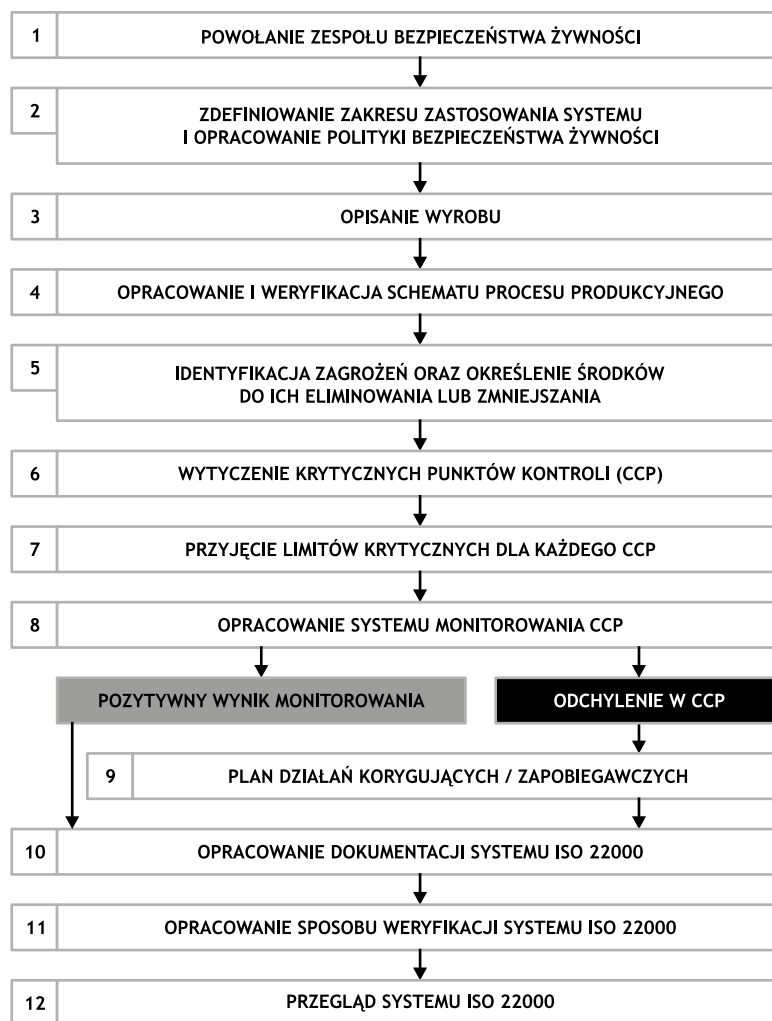 1 POWOŁANIE ZESPOŁU BEZPIECZEŃSTWA ŻYWNOŚCI
2 ZDEFINIOWANIE ZAKRESU ZASTOSOWANIA SYSTEMU
I OPRACOWANIE POLITYKI BEZPIECZEŃSTWA ŻYWNOŚCI
3 OPISANIE WYROBU
4 OPRACOWANIE I WERYFIKACJA SCHEMATU PROCESU PRODUKCYJNEGO
5 IDENTYFIKACJA ZAGROŻEŃ ORAZ OKREŚLENIE ŚRODKÓW
DO ICH ELIMINOWANIA LUB ZMNIEJSZANIA
6 WYTYCZENIE KRYTYCZNYCH PUNKTÓW KONTROLI (CCP)
7 PRZYJĘCIE LIMITÓW KRYTYCZNYCH DLA KAŻDEGO CCP
8 OPRACOWANIE SYSTEMU MONITOROWANIA CCP
POZYTYWNY WYNIK MONITOROWANIA
ODCHYLENIE W CCP
9 PLAN DZIAŁAŃ KORYGUJĄCYCH / ZAPOBIEGAWCZYCH
10 OPRACOWANIE DOKUMENTACJI SYSTEMU ISO 22000
11 OPRACOWANIE SPOSOBU WERYFIKACJI SYSTEMU ISO 22000
12 PRZEGLĄD SYSTEMU ISO 22000